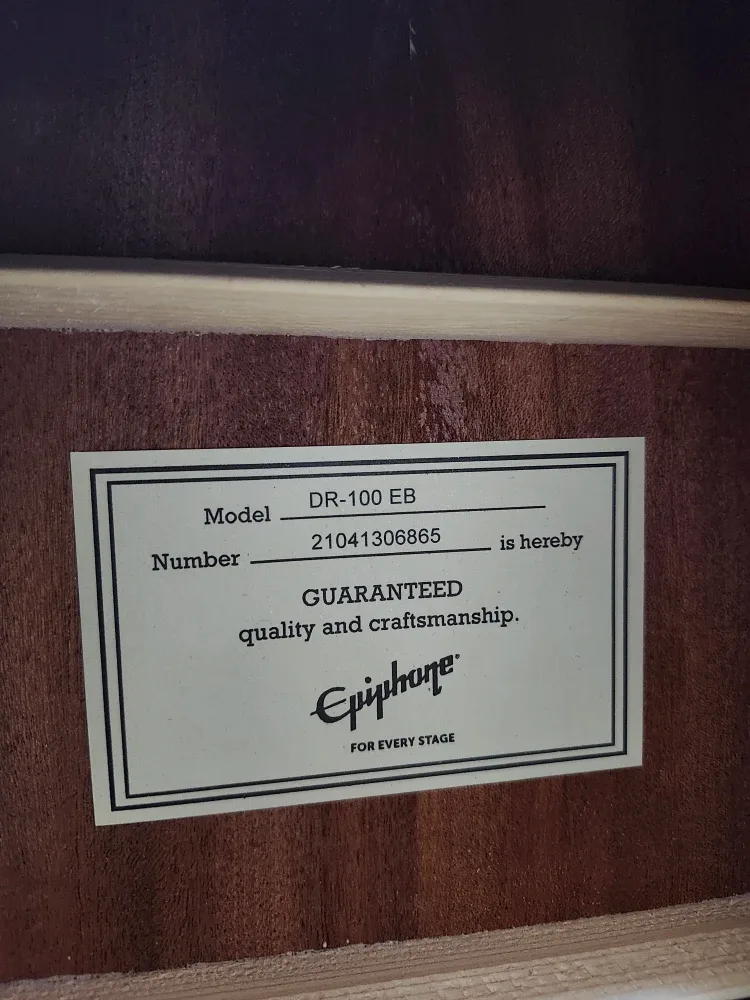 Model DR-100 EB
Number 21041306865 is hereby
GUARANTEED
quality and craftsmanship.
Epiphone
FOR EVERY STAGE